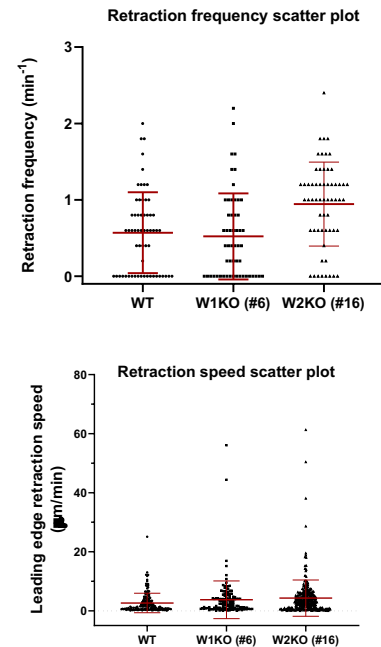 Retraction frequency scatter plot
Retraction frequency (min-1)
3
2
1
0
WT
W1KO (#6)
W2KO (#16)
Retraction speed scatter plot
Leading edge retraction speed
m/min)
80
60
40
20
0
WT
W1KO (#6)
W2KO (#16)